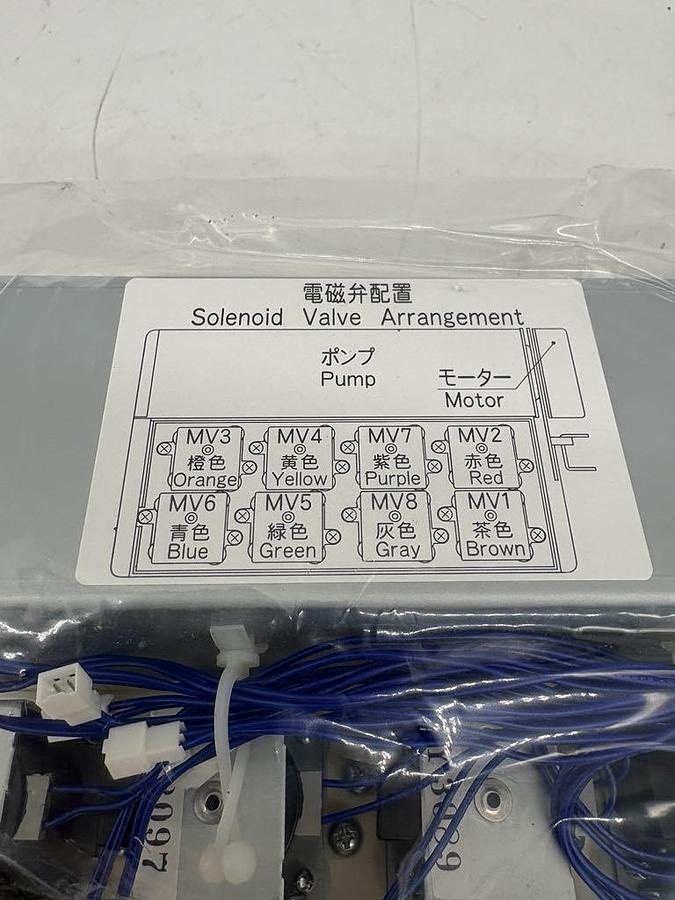 電磁弁配置
Solenoid Valve Arrangement
ポンプ
Pump
モーター
Motor
MV3
橙色
Orange
MV4
黄色
Yellow
MV7
紫色
Purple
MV2
赤色
Red
MV6
青色
Blue
MV5
緑色
Green
MV8
灰色
Gray
MV1
茶色
Brown